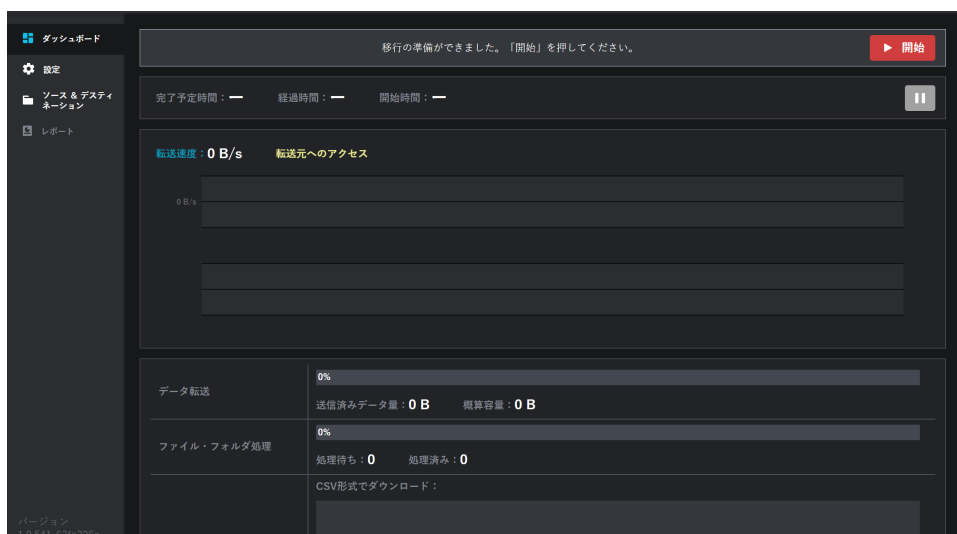 ダッシュボード
移行の準備ができました。「開始」を押してください。
開始
設定
ソース & デスティ
ネーション
レポート
完了予定時間：ー
経過時間：ー
開始時間：ー
転送速度：0 B/s
転送元へのアクセス
0 B/s
データ転送
0%
送信済みデータ量：0 B
概算容量：0 B
ファイル・フォルダ処理
0%
処理待ち：0
処理済み：0
CSV形式でダウンロード：
バージョン